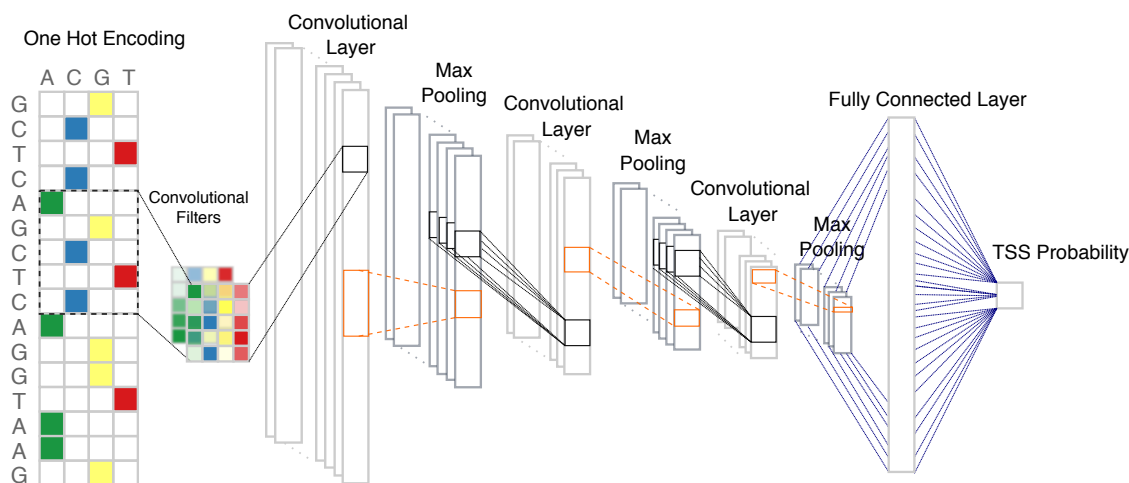 One Hot Encoding
A C G T
G
C
T
C
A
G
C
T
C
A
G
G
T
A
A
G
Convolutional
Filters
Convolutional
Layer
Max
Pooling
Convolutional
Layer
Max
Pooling
Convolutional
Layer
Max
Pooling
Fully Connected Layer
TSS Probability